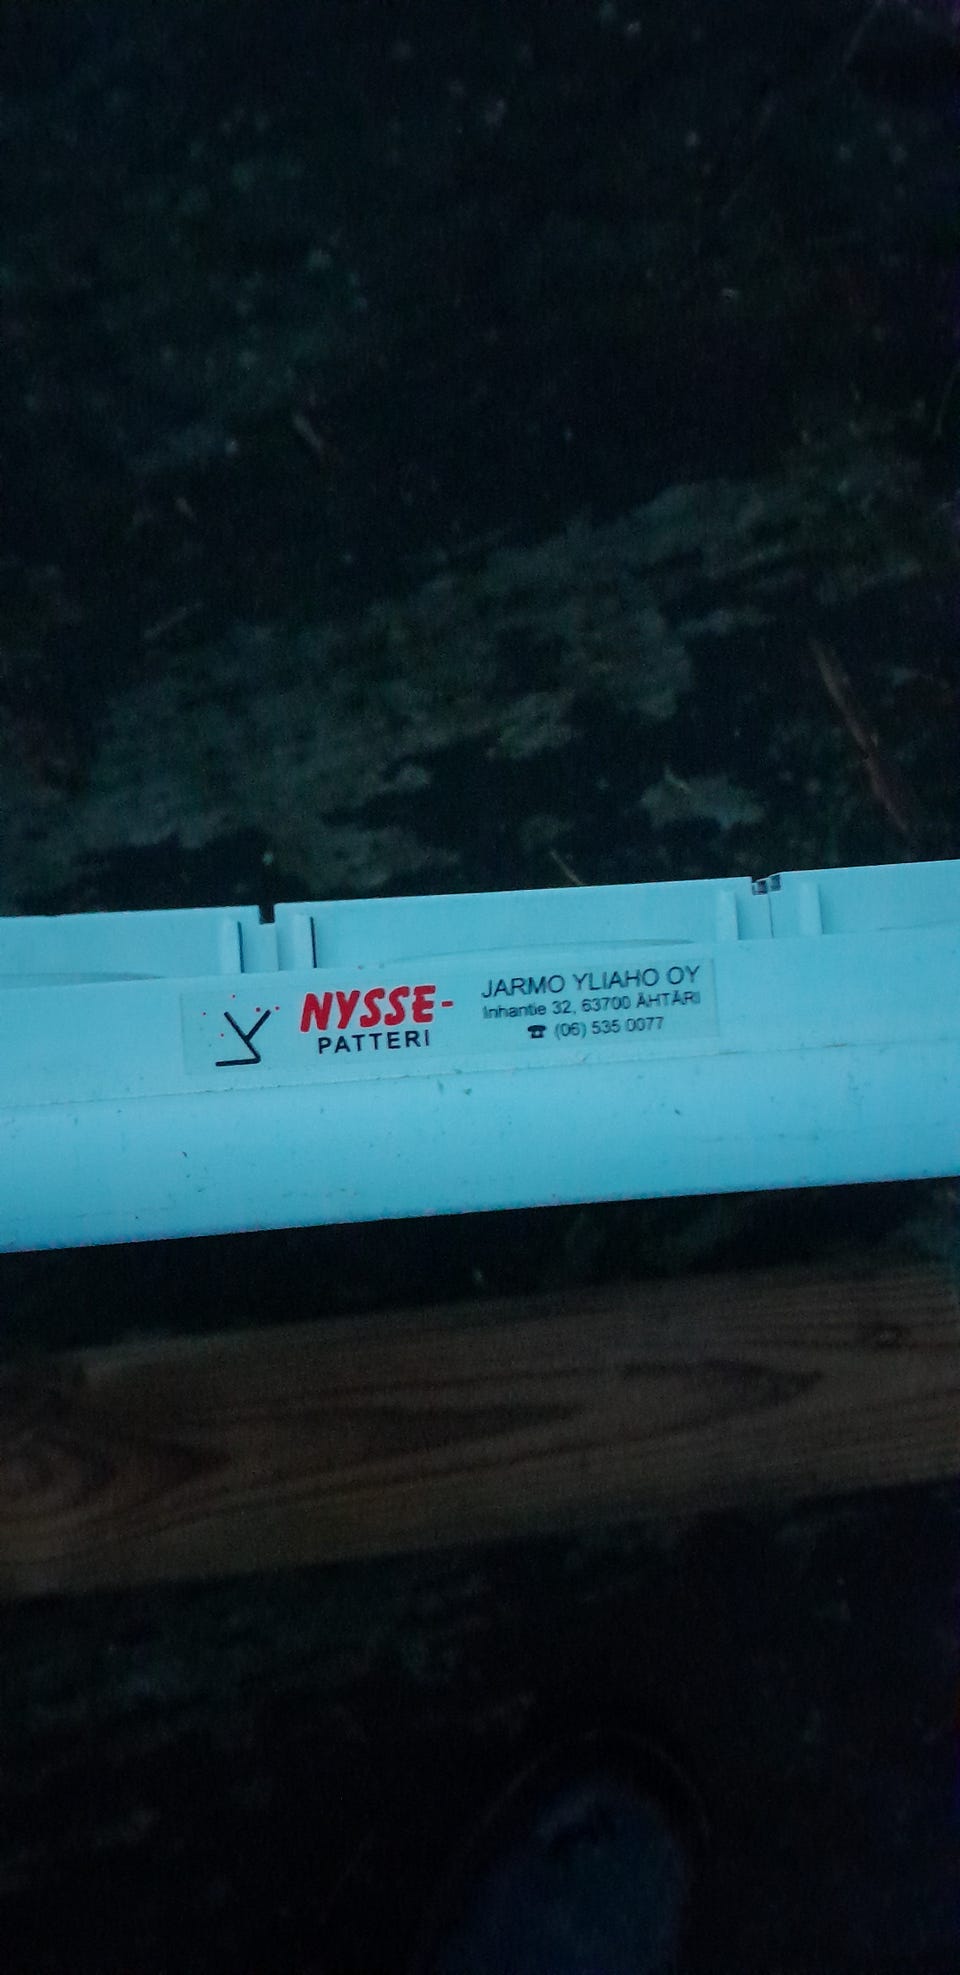 NYSSE-
PATTERI
JARMO YLIAHO OY
Inhantie 32, 63700 ÄHTÄRI
☎ (06) 535 0077